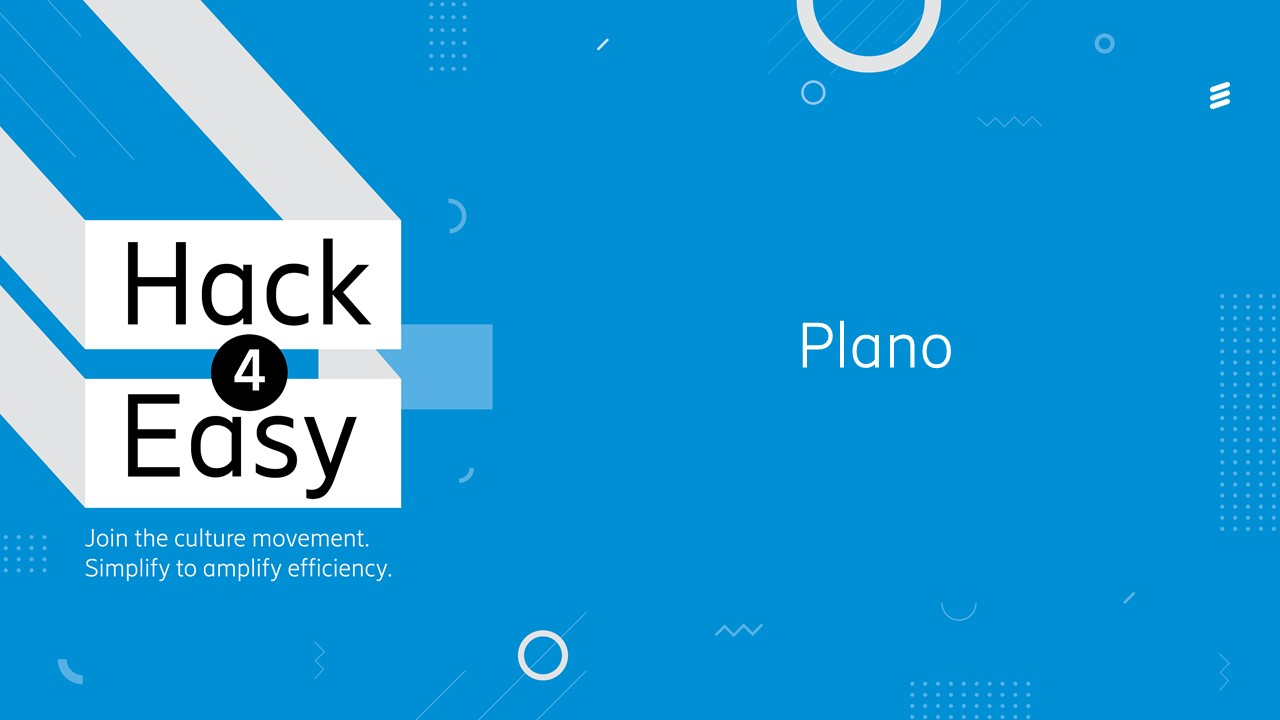 Hack
4
Easy
Join the culture movement.
Simplify to amplify efficiency.
Plano